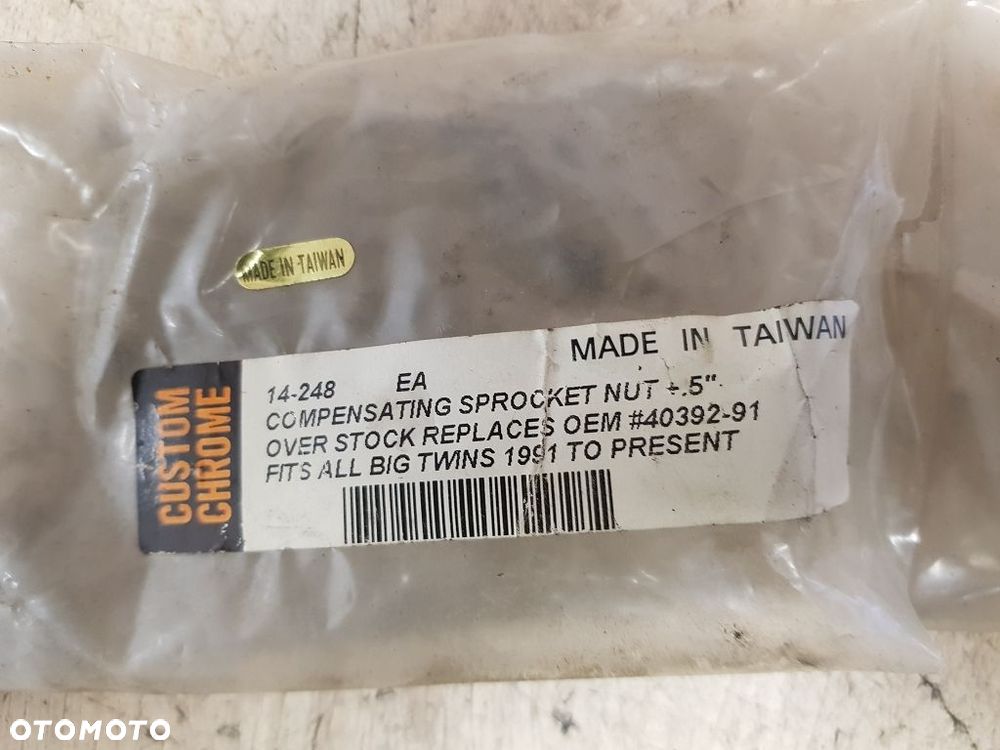 MADE IN TAIWAN
MADE IN TAIWAN
CUSTOM
CHROME
14-248 EA
COMPENSATING SPROCKET NUT +.5"
OVER STOCK REPLACES OEM #40392-91
FITS ALL BIG TWINS 1991 TO PRESENT
OTOMOTO